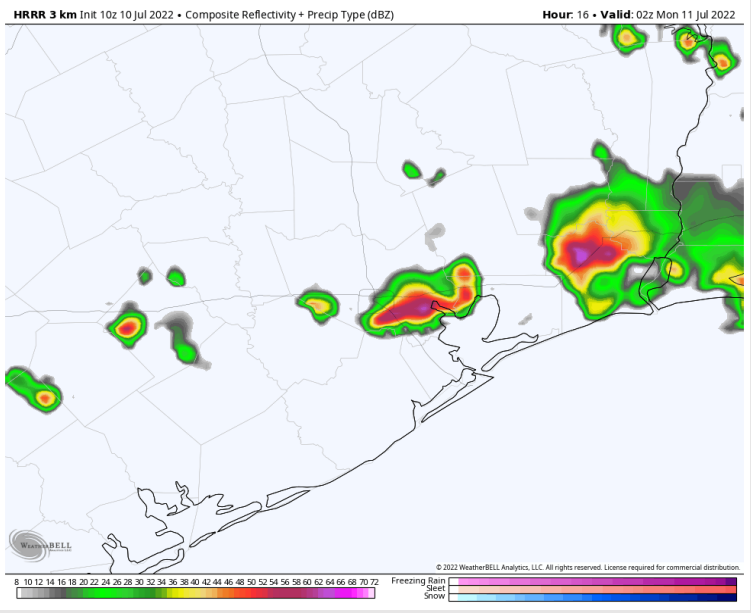 HRRR 3 km Init 10z 10 Jul 2022 • Composite Reflectivity + Precip Type (dBZ) Hour: 16 • Valid: 02z Mon 11 Jul 2022
WEATHERBELL
© 2022 WeatherBELL Analytics, LLC. All rights reserved. License required for commercial distribution.
8 10 12 14 16 18 20 22 24 26 28 30 32 34 36 38 40 42 44 46 48 50 52 54 56 58 60 62 64 66 68 70 72
Freezing Rain
Sleet
Snow